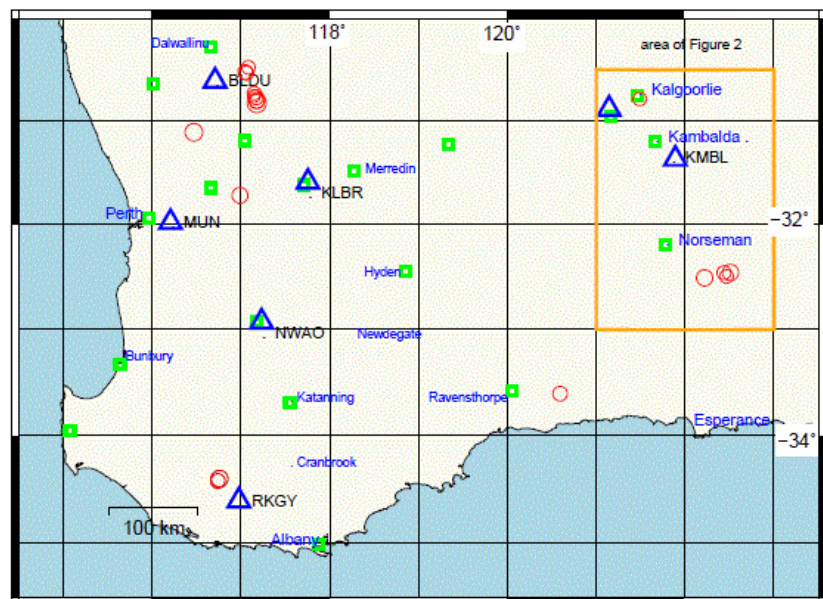 118°
120°
area of Figure 2
Dalwallinu
BLDU
Kalgoorlie
Kambalda .
KMBL
Merredin
KLBR
Perth
MUN
-32°
Norseman
Hyden
NWAO
Newdegate
Bunbury
Katanning
Ravensthorpe
Esperance
-34°
Cranbrook
RKGY
100 km
Albany